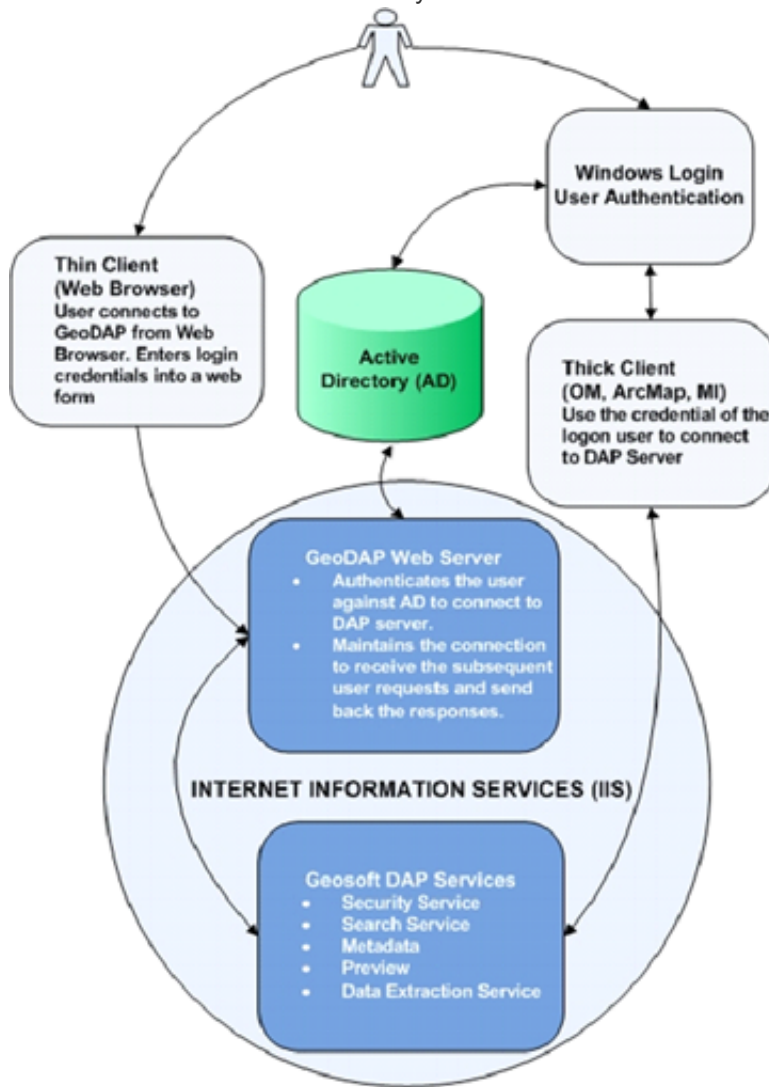 Windows Login
User Authentication
Thin Client
(Web Browser)
User connects to
GeoDAP from Web
Browser. Enters login
credentials into a web
form
Active
Directory (AD)
Thick Client
(OM, ArcMap, MI)
Use the credential of the
logon user to connect
to DAP Server
GeoDAP Web Server
• Authenticates the user
against AD to connect to
DAP server.
• Maintains the connection
to receive the subsequent
user requests and send
back the responses.
INTERNET INFORMATION SERVICES (IIS)
Geosoft DAP Services
• Security Service
• Search Service
• Metadata
• Preview
• Data Extraction Service